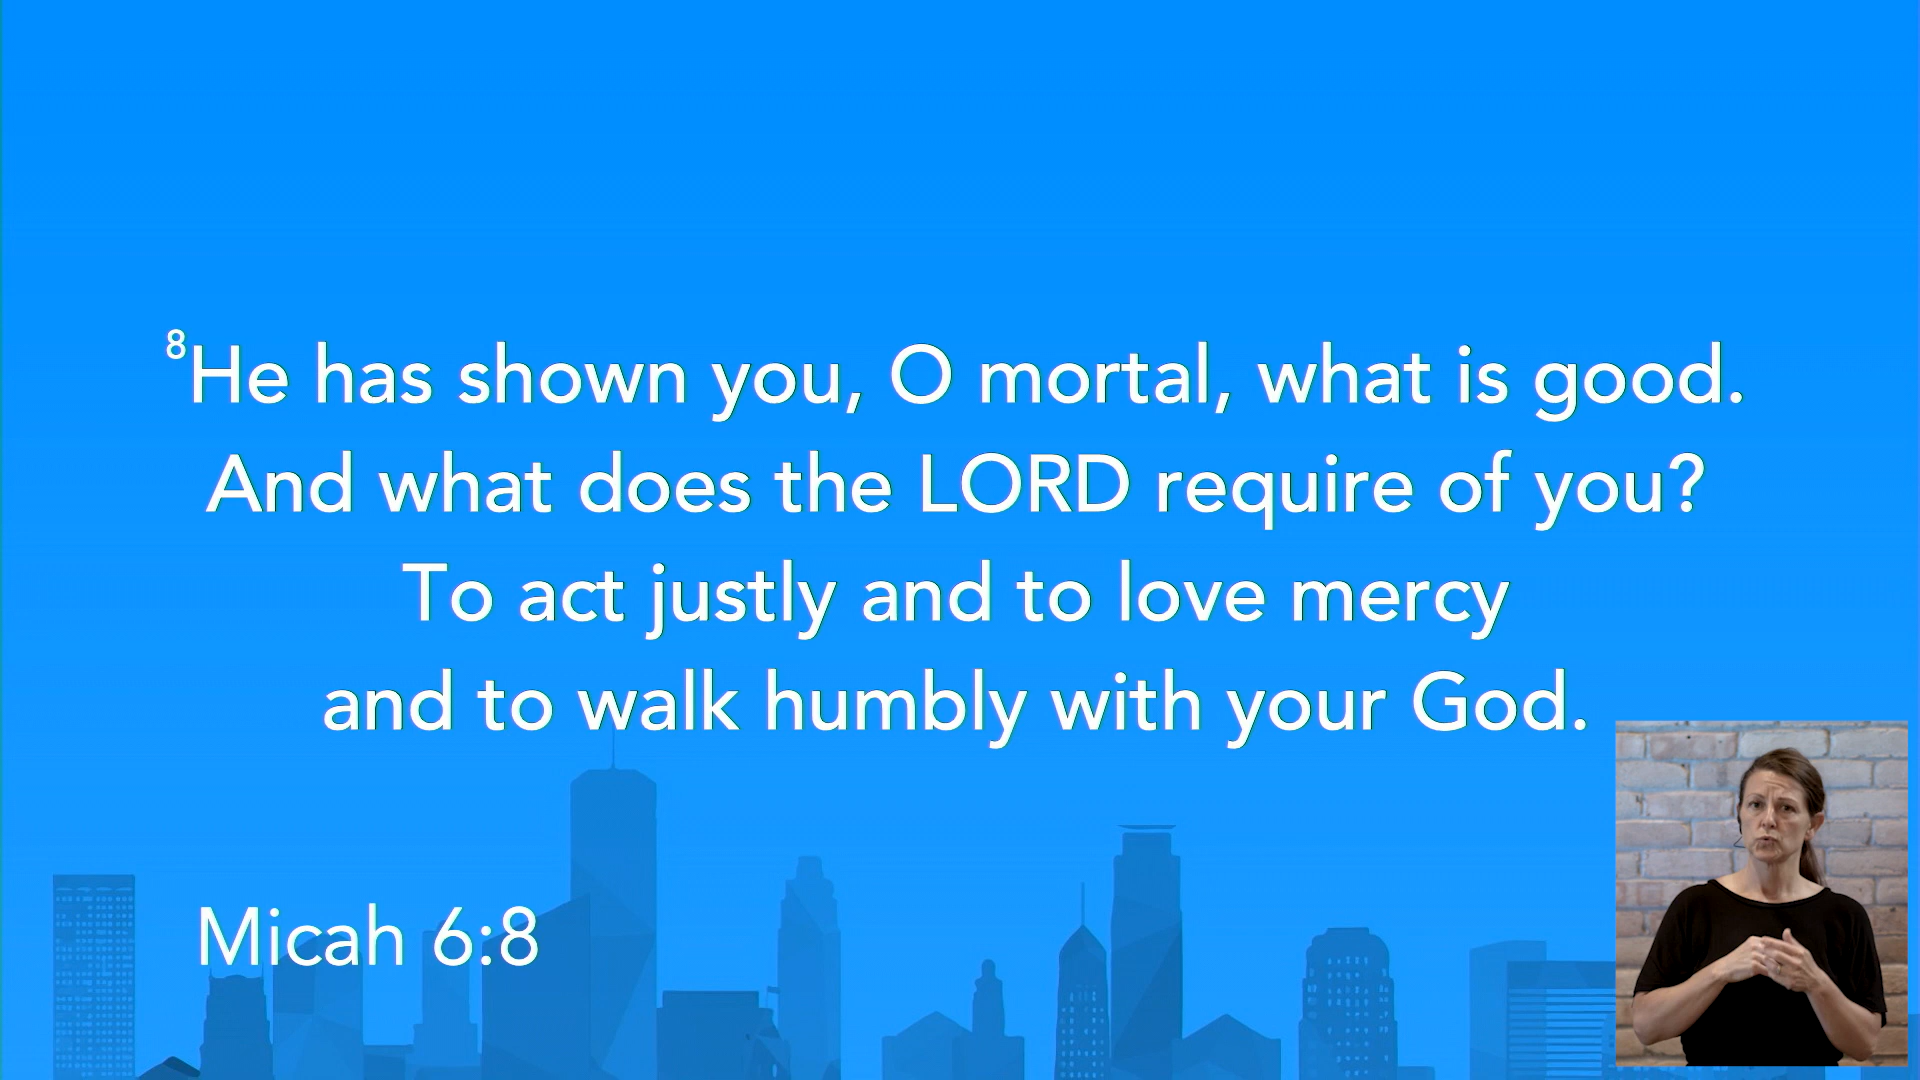 ⁸He has shown you, O mortal, what is good.
And what does the LORD require of you?
To act justly and to love mercy
and to walk humbly with your God.
Micah 6:8